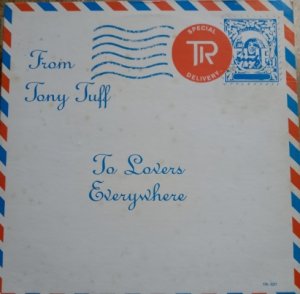 From
Tony Tuff
SPECIAL
TR
DELIVERY
To Lovers
Everywhere